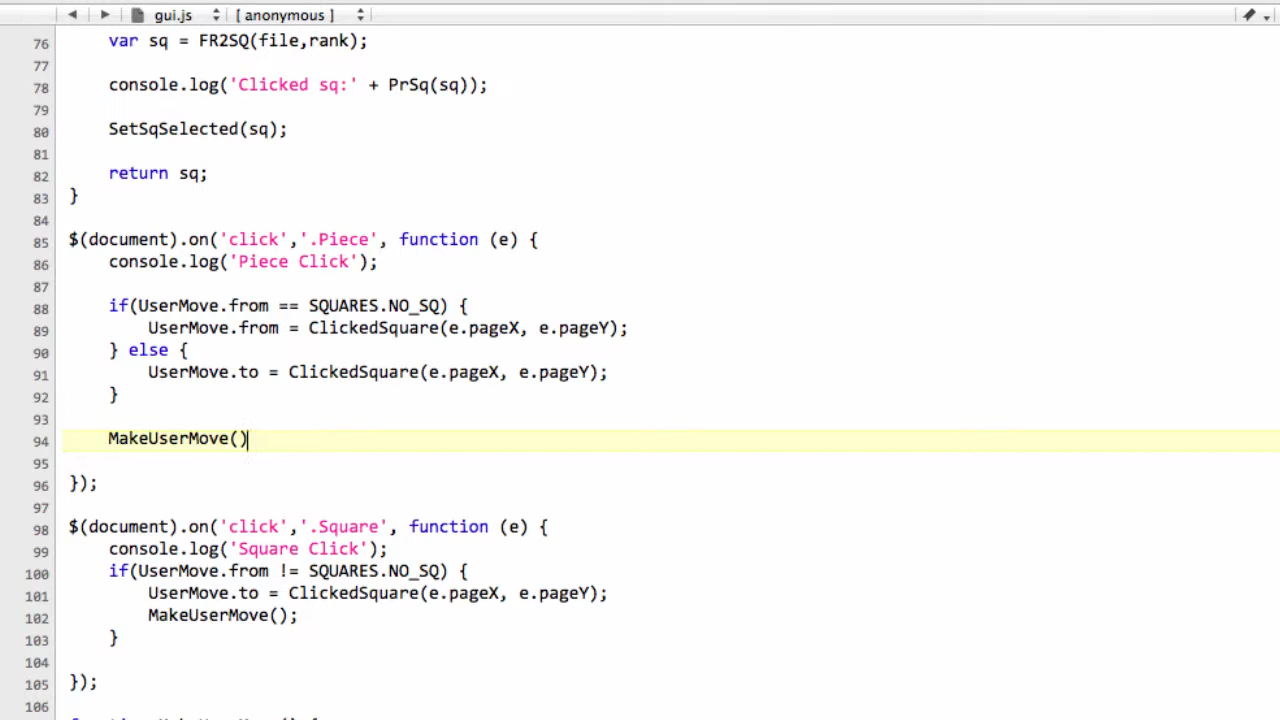 gui.js [ anonymous ]
76 var sq = FR2SQ(file,rank);
77
78 console.log('Clicked sq:' + PrSq(sq));
79
80 SetSqSelected(sq);
81
82 return sq;
83 }
84
85 $(document).on('click','.Piece', function (e) {
86 console.log('Piece Click');
87
88 if(UserMove.from == SQUARES.NO_SQ) {
89 UserMove.from = ClickedSquare(e.pageX, e.pageY);
90 } else {
91 UserMove.to = ClickedSquare(e.pageX, e.pageY);
92 }
93
94 MakeUserMove()
95
96 });
97
98 $(document).on('click','.Square', function (e) {
99 console.log('Square Click');
100 if(UserMove.from != SQUARES.NO_SQ) {
101 UserMove.to = ClickedSquare(e.pageX, e.pageY);
102 MakeUserMove();
103 }
104
105 });
106